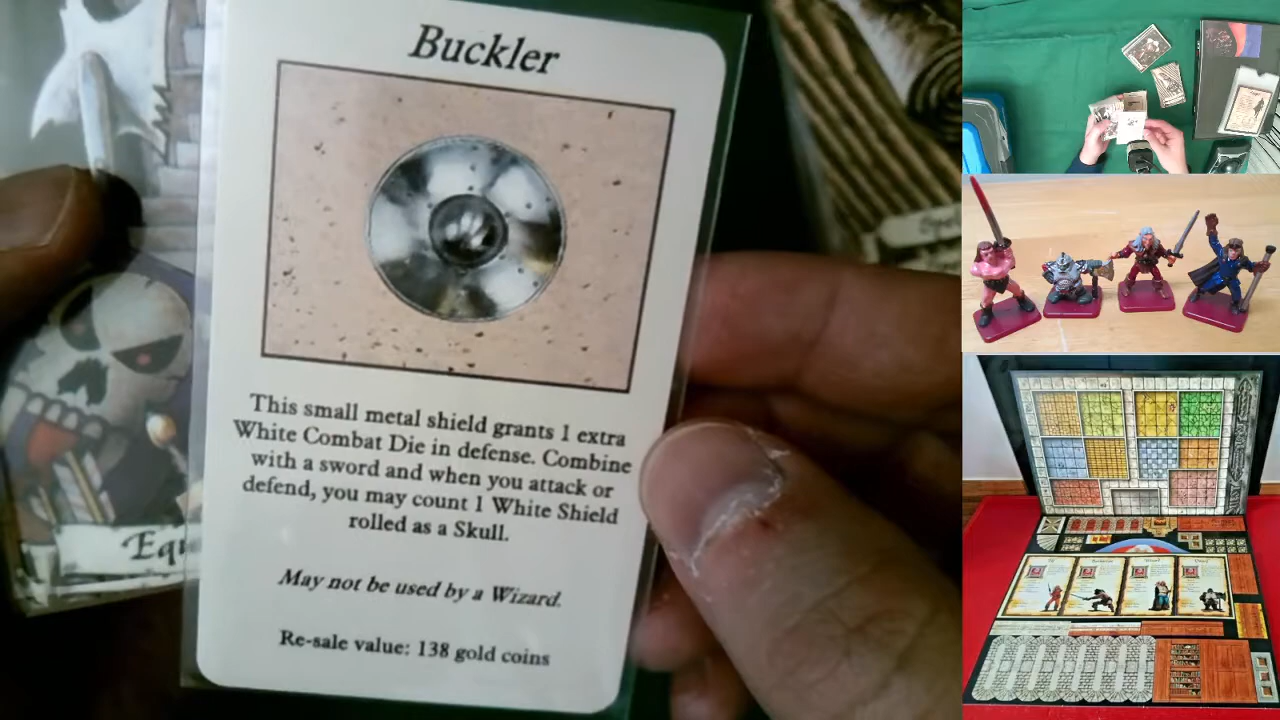 Buckler
This small metal shield grants 1 extra
White Combat Die in defense. Combine
with a sword and when you attack or
defend, you may count 1 White Shield
rolled as a Skull.
May not be used by a Wizard.
Re-sale value: 138 gold coins